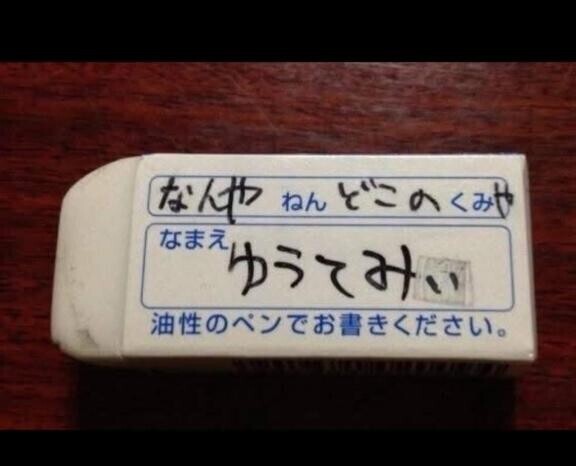 なんや ねん どこの くみや
なまえ ゆうてみぃ
油性のペンでお書きください。